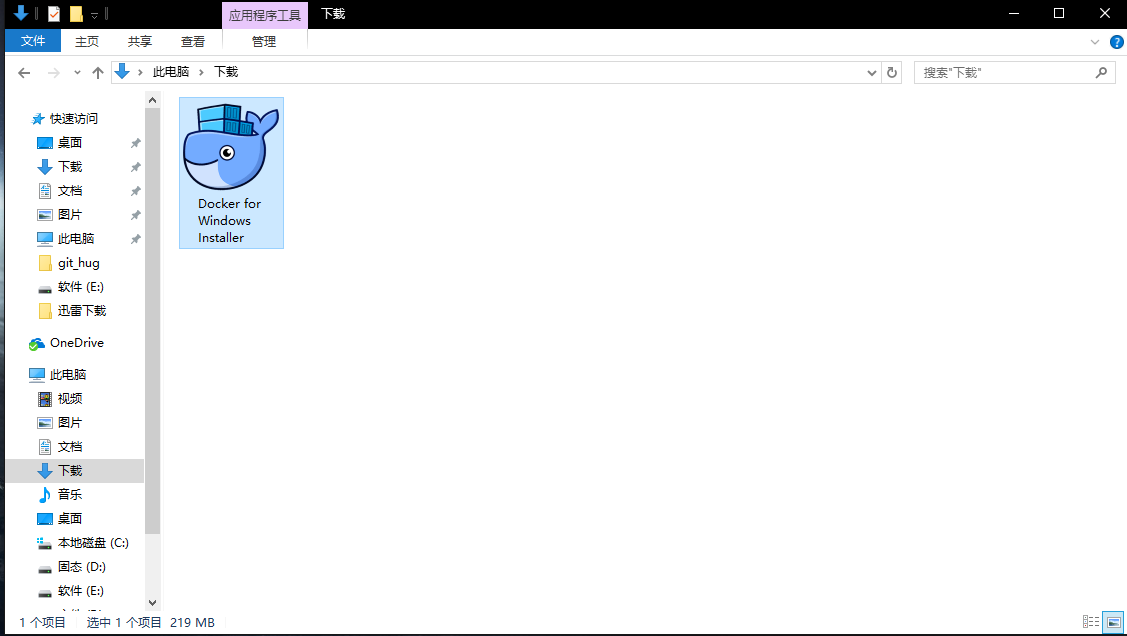 应用程序工具 下载
文件 主页 共享 查看 管理
此电脑 下载 搜索"下载"
快速访问
桌面
下载
文档
图片
此电脑
git_hug
软件 (E:)
迅雷下载
OneDrive
此电脑
视频
图片
文档
下载
音乐
桌面
本地磁盘 (C:)
固态 (D:)
软件 (E:)
Docker for
Windows
Installer
1 个项目 选中 1 个项目 219 MB